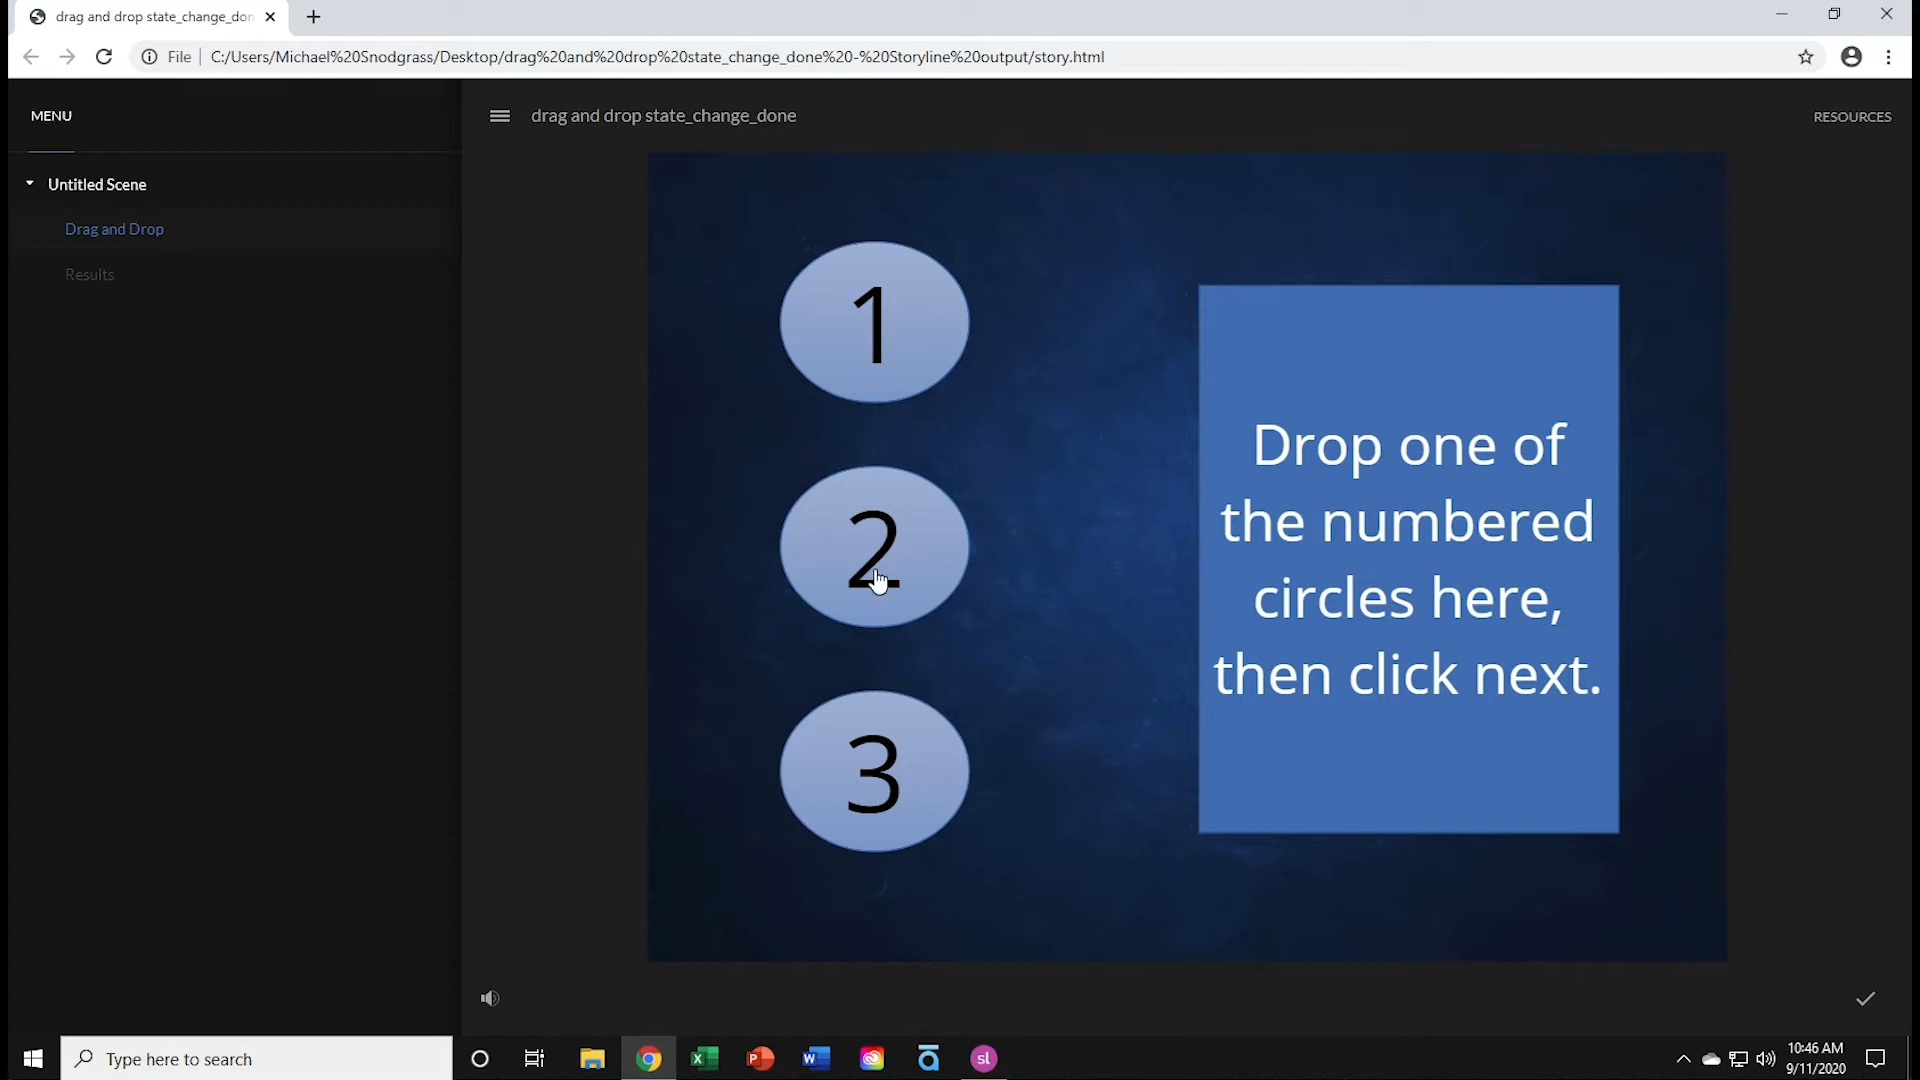 drag and drop state_change_don
File
C:/Users/Michael%20Snodgrass/Desktop/drag%20and%20drop%20state_change_done%20-%20Storyline%20output/story.html
MENU
drag and drop state_change_done
RESOURCES
Untitled Scene
Drag and Drop
Results
1
2
3
Drop one of
the numbered
circles here,
then click next.
Type here to search
sl
10:46 AM
9/11/2020